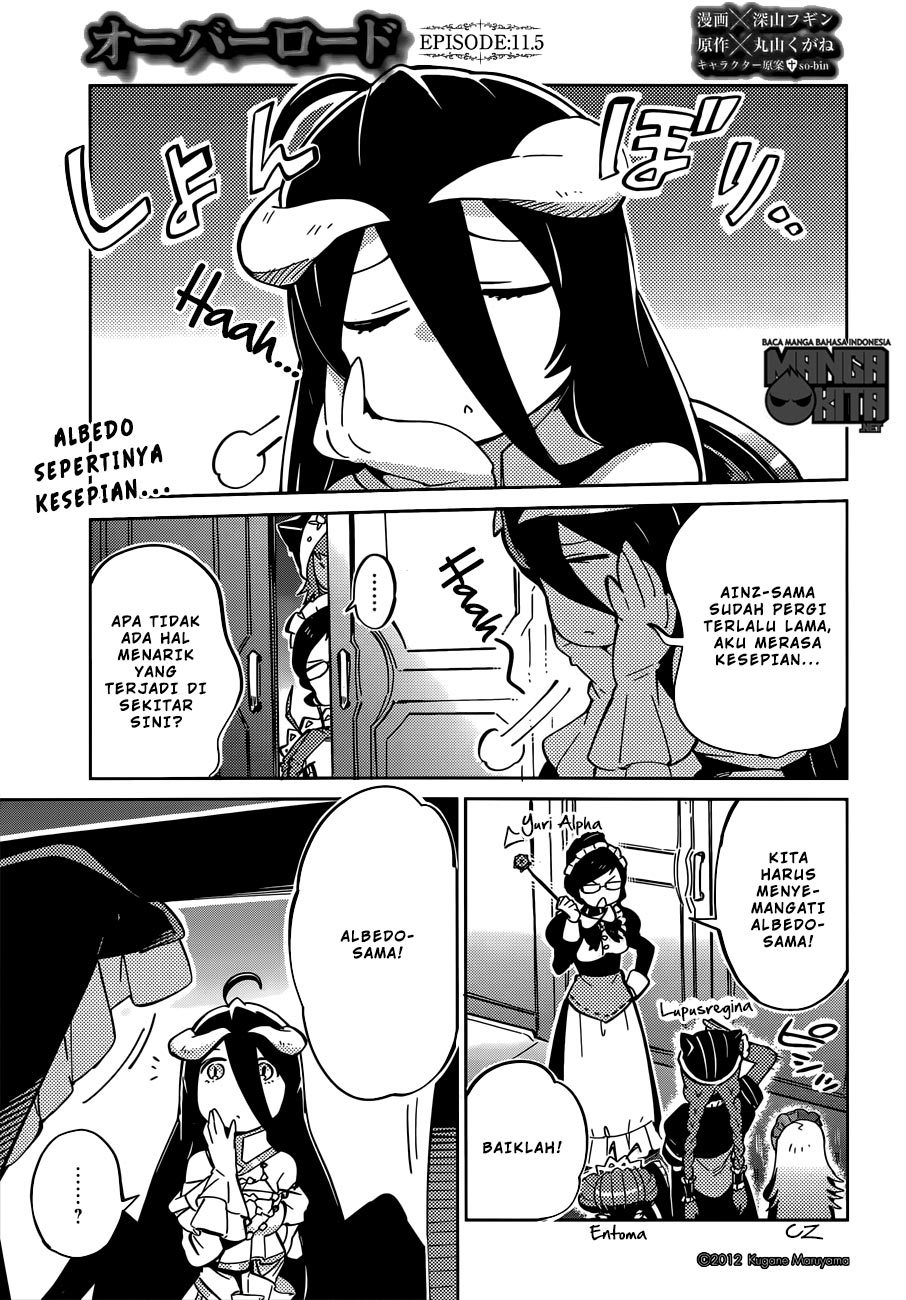 オーバーロード
EPISODE:11.5
漫画×深山フギン
原作×丸山くがね
キャラクター原案 so-bin
しょんぼり..
Haah...
BACA MANGA BAHASA INDONESIA
MANGA
KITA
.NET
ALBEDO
SEPERTINYA
KESEPIAN...
AINZ-SAMA
SUDAH PERGI
TERLALU LAMA,
AKU MERASA
KESEPIAN...
Haah
......
APA TIDAK
ADA HAL
MENARIK
YANG
TERJADI DI
SEKITAR
SINI?
Yuri Alpha
KITA
HARUS
MENYE-
MANGATI
ALBEDO-
SAMA!
Lupusregina
BAIKLAH!
Entoma
CZ
ALBEDO-
SAMA!
......?
©2012 Kugane Maruyama